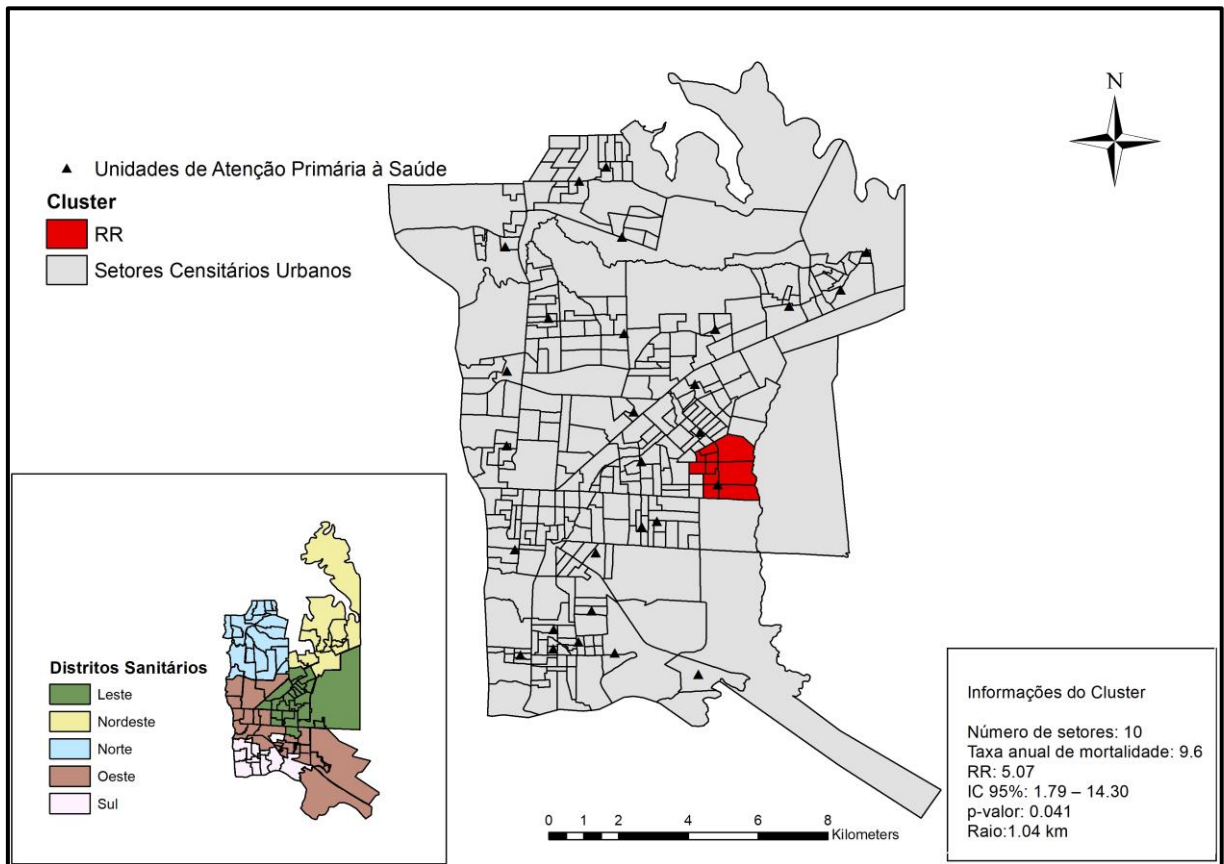 N
Unidades de Atenção Primária à Saúde
Cluster
RR
Setores Censitários Urbanos
Distritos Sanitários
Leste
Nordeste
Norte
Oeste
Sul
Informações do Cluster
Número de setores: 10
Taxa anual de mortalidade: 9.6
RR: 5.07
IC 95%: 1.79 – 14.30
p-valor: 0.041
Raio:1.04 km
0 1 2 4 6 8
Kilometers